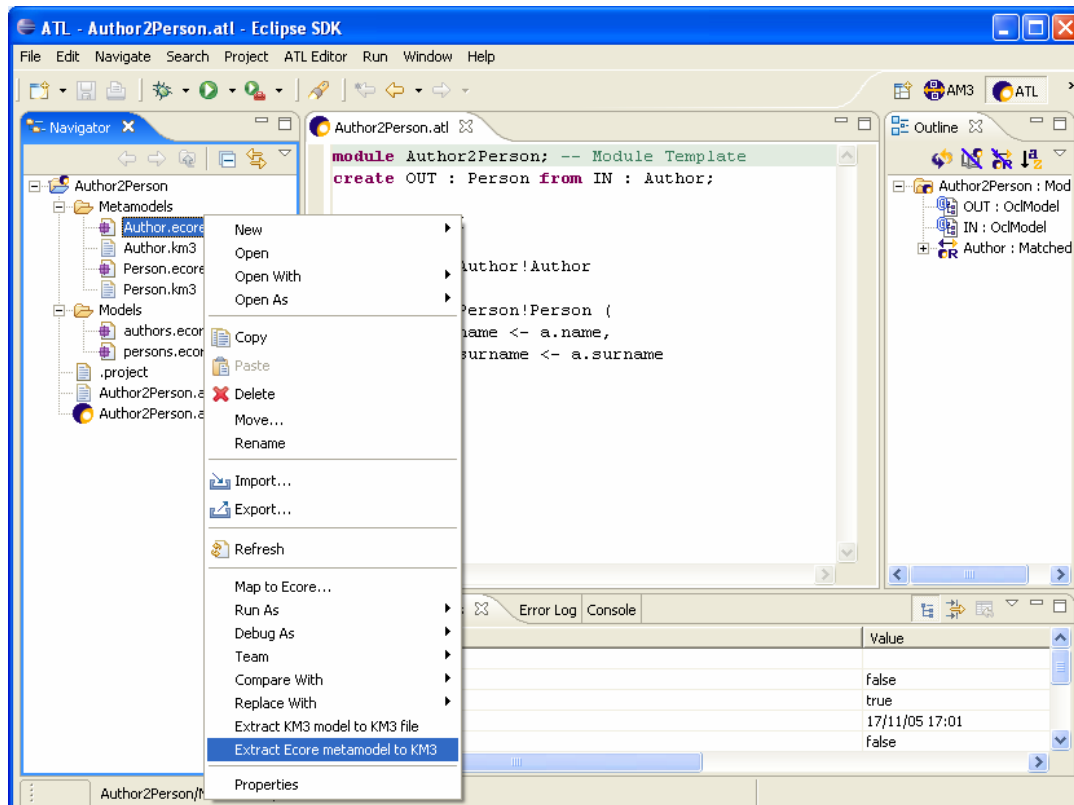 ATL - Author2Person.atl - Eclipse SDK
File Edit Navigate Search Project ATL Editor Run Window Help
AM3 ATL
Navigator
Author2Person
Metamodels
Author.ecore
Author.km3
Person.ecore
Person.km3
Models
authors.ecor
persons.ecor
.project
Author2Person.a
Author2Person.a
New
Open
Open With
Open As
Copy
Paste
Delete
Move...
Rename
Import...
Export...
Refresh
Map to Ecore...
Run As
Debug As
Team
Compare With
Replace With
Extract KM3 model to KM3 file
Extract Ecore metamodel to KM3
Properties
Author2Person.atl
module Author2Person; -- Module Template
create OUT : Person from IN : Author;
Author!Author
Person!Person (
name <- a.name,
surname <- a.surname
Outline
Author2Person : Mod
OUT : OclModel
IN : OclModel
Author : Matched
Error Log Console
Value
false
true
17/11/05 17:01
false
Author2Person/